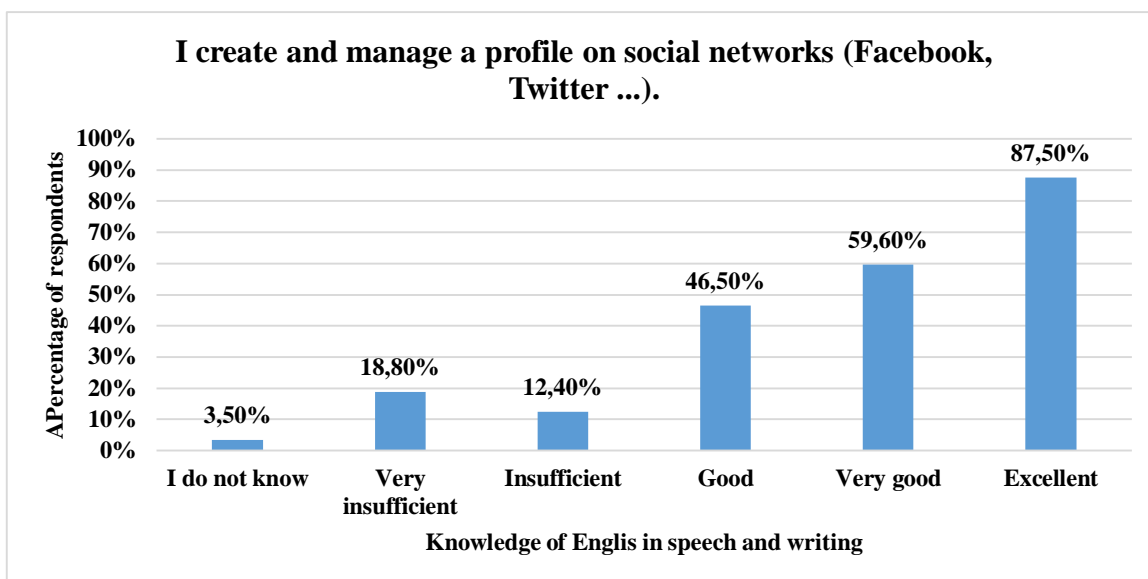 I create and manage a profile on social networks (Facebook,
Twitter ...).
APercentage of respondents
100%
90%
80%
70%
60%
50%
40%
30%
20%
10%
0%
3,50%
18,80%
12,40%
46,50%
59,60%
87,50%
I do not know
Very
insufficient
Insufficient
Good
Very good
Excellent
Knowledge of Englis in speech and writing